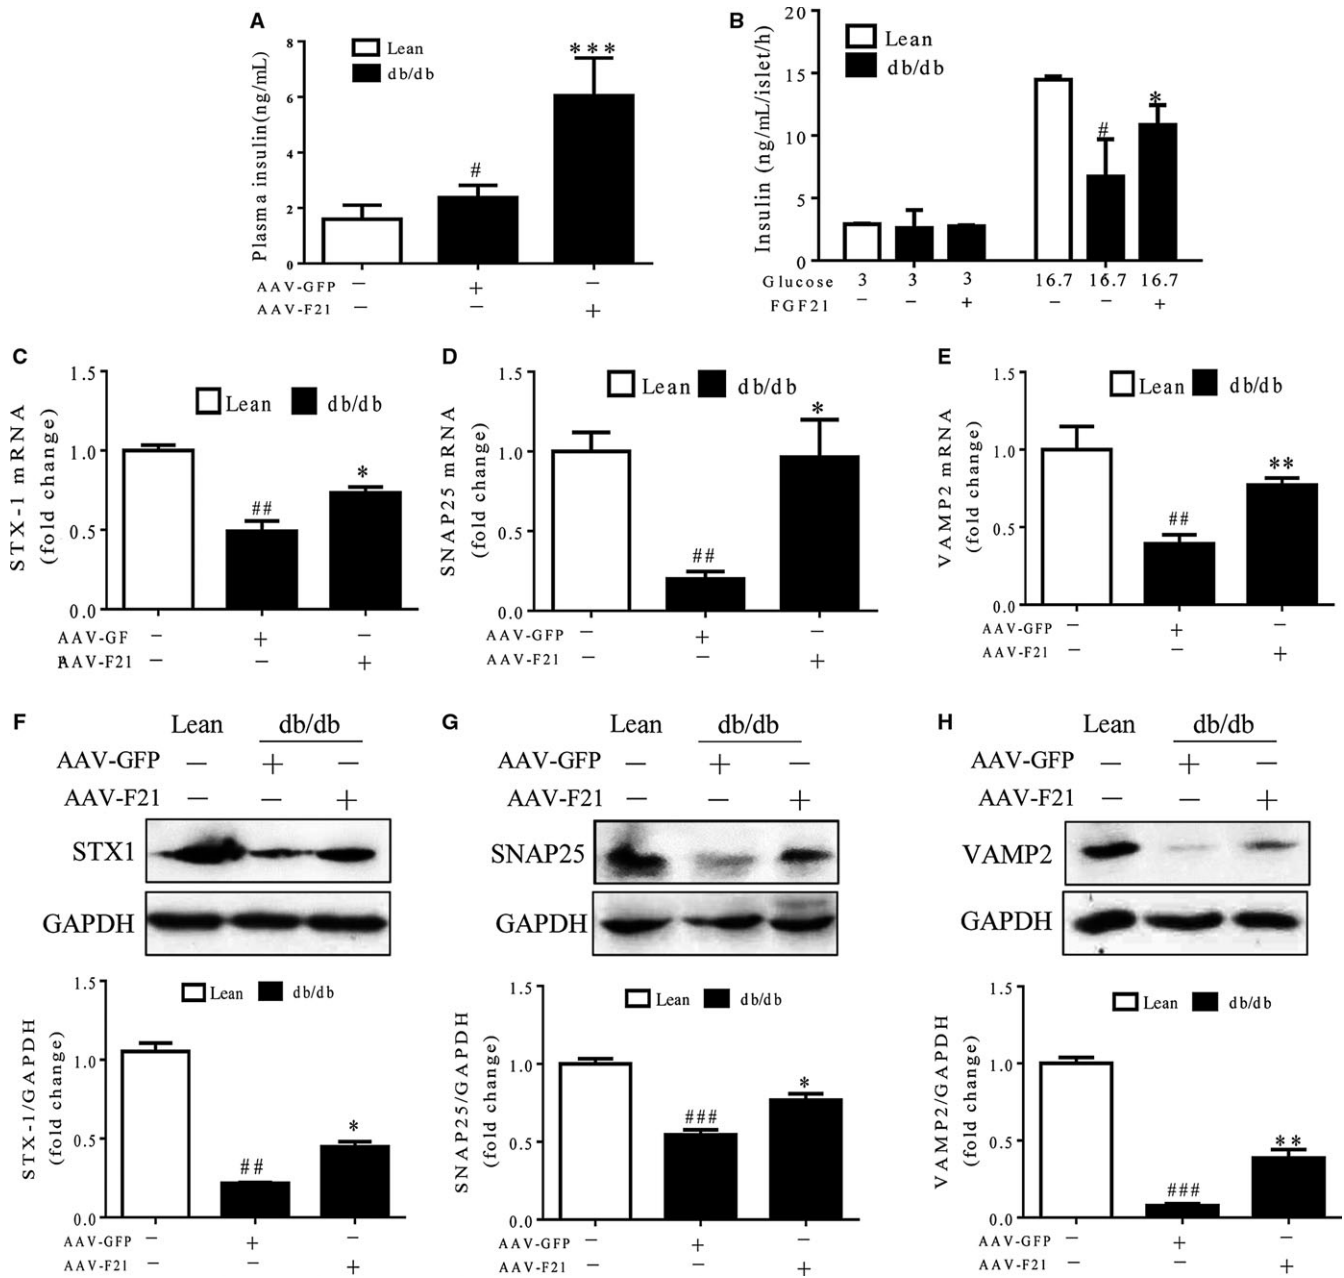 A
Plasma insulin(ng/mL)
8
6
4
2
0
Lean
db/db
#
***
AAV-GFP – + –
AAV-F21 – – +
B
Insulin (ng/mL/islet/h)
20
15
10
5
0
Lean
db/db
#
*
Glucose 3 3 3 16.7 16.7 16.7
FGF21 – – + – – +
C
STX-1 mRNA
(fold change)
1.5
1.0
0.5
0.0
Lean db/db
##
*
AAV-GF – + –
P
AAV-F21 – – +
D
SNAP25 mRNA
(fold change)
1.5
1.0
0.5
0.0
Lean db/db
##
*
AAV-GFP – + –
AAV-F21 – – +
E
VAMP2 mRNA
(fold change)
1.5
1.0
0.5
0.0
Lean db/db
##
**
AAV-GFP – + –
AAV-F21 – – +
F
Lean db/db
AAV-GFP – + –
AAV-F21 – – +
STX1
GAPDH
STX-1/GAPDH
(fold change)
1.5
1.0
0.5
0.0
Lean db/db
##
*
AAV-GFP – + –
AAV-F21 – – +
G
Lean db/db
AAV-GFP – + –
AAV-F21 – – +
SNAP25
GAPDH
SNAP25/GAPDH
(fold change)
1.5
1.0
0.5
0.0
Lean db/db
###
*
AAV-GFP – + –
AAV-F21 – – +
H
Lean db/db
AAV-GFP – + –
AAV-F21 – – +
VAMP2
GAPDH
VAMP2/GAPDH
(fold change)
1.5
1.0
0.5
0.0
Lean db/db
###
**
AAV-GFP – + –
AAV-F21 – – +